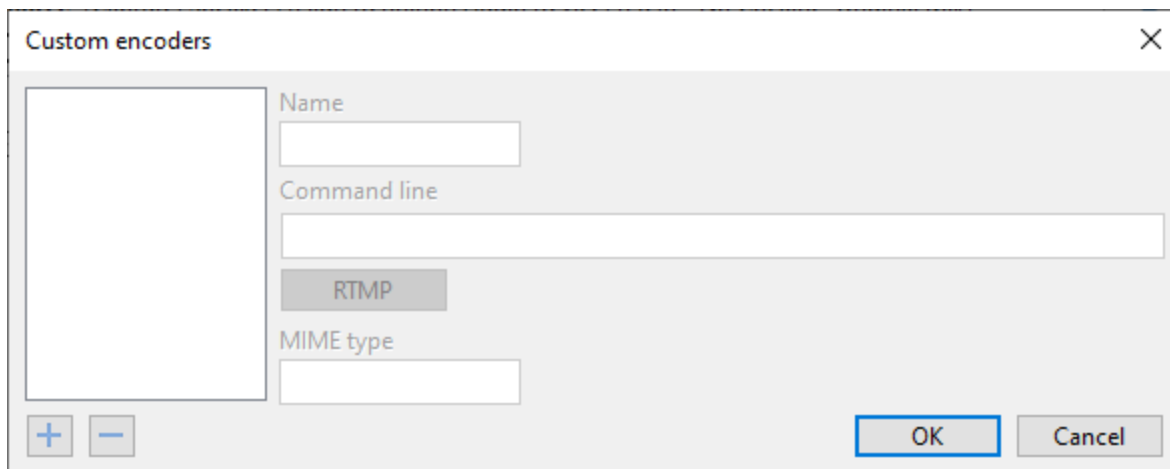 Custom encoders
Name
Command line
RTMP
MIME type
OK
Cancel